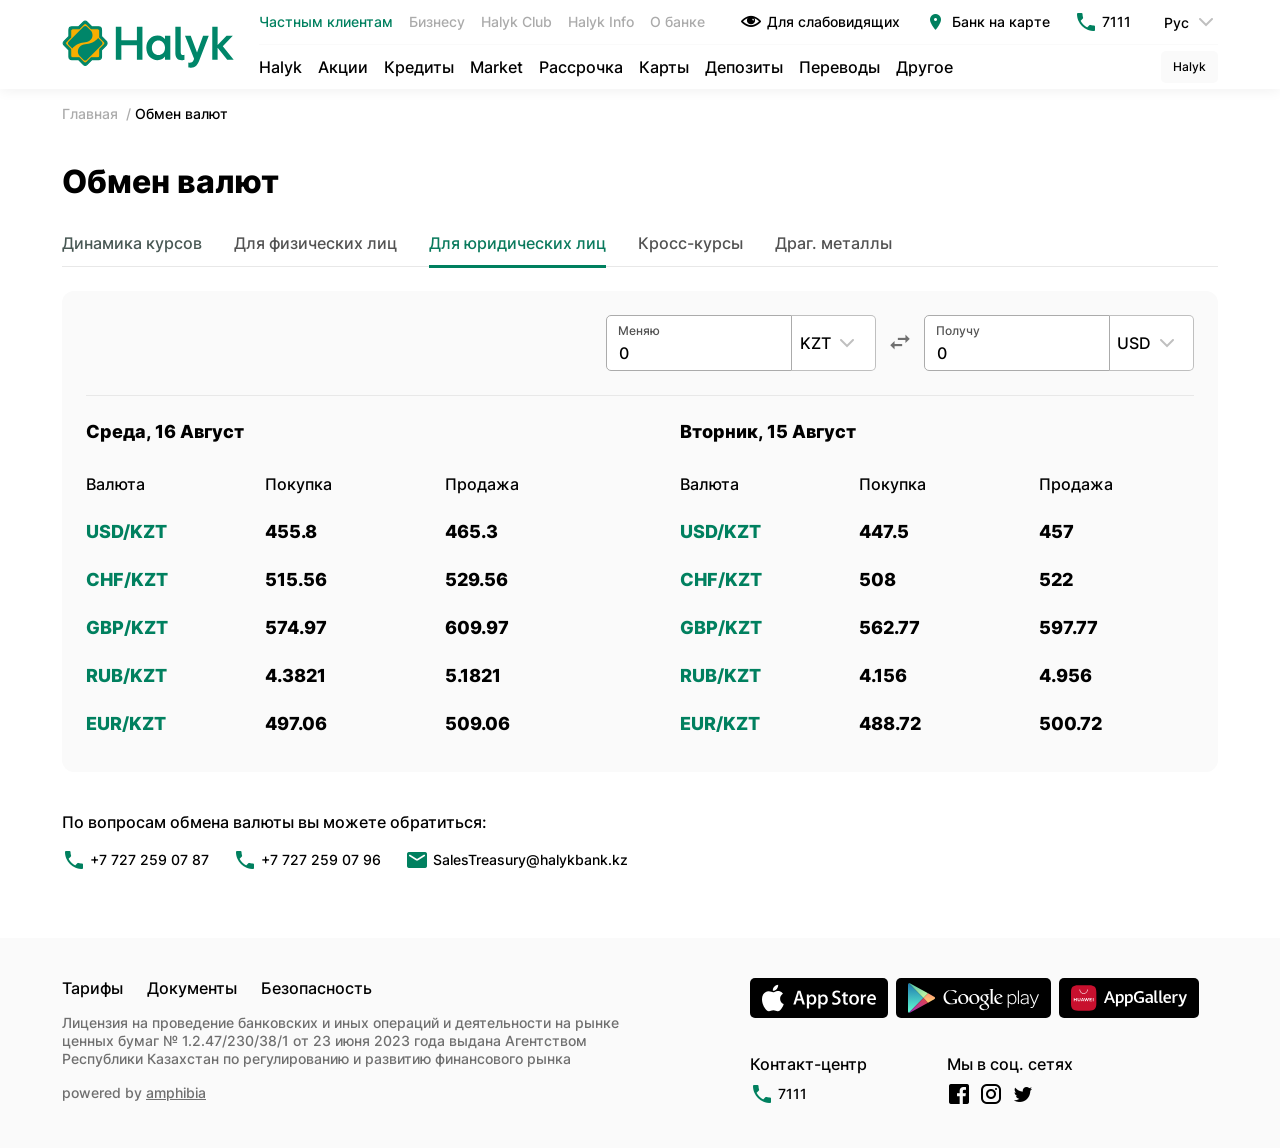 Halyk
Частным клиентам Бизнесу Halyk Club Halyk Info О банке Для слабовидящих Банк на карте 7111 Рус
Halyk Акции Кредиты Market Рассрочка Карты Депозиты Переводы Другое Halyk
Главная / Обмен валют
Обмен валют
Динамика курсов Для физических лиц Для юридических лиц Кросс-курсы Драг. металлы
Меняю
0 KZT
Получу
0 USD
Среда, 16 Август
Валюта Покупка Продажа
USD/KZT 455.8 465.3
CHF/KZT 515.56 529.56
GBP/KZT 574.97 609.97
RUB/KZT 4.3821 5.1821
EUR/KZT 497.06 509.06
Вторник, 15 Август
Валюта Покупка Продажа
USD/KZT 447.5 457
CHF/KZT 508 522
GBP/KZT 562.77 597.77
RUB/KZT 4.156 4.956
EUR/KZT 488.72 500.72
По вопросам обмена валюты вы можете обратиться:
+7 727 259 07 87 +7 727 259 07 96 SalesTreasury@halykbank.kz
Тарифы Документы Безопасность
Лицензия на проведение банковских и иных операций и деятельности на рынке
ценных бумаг № 1.2.47/230/38/1 от 23 июня 2023 года выдана Агентством
Республики Казахстан по регулированию и развитию финансового рынка
powered by amphibia
App Store Google play HUAWEI AppGallery
Контакт-центр
7111
Мы в соц. сетях